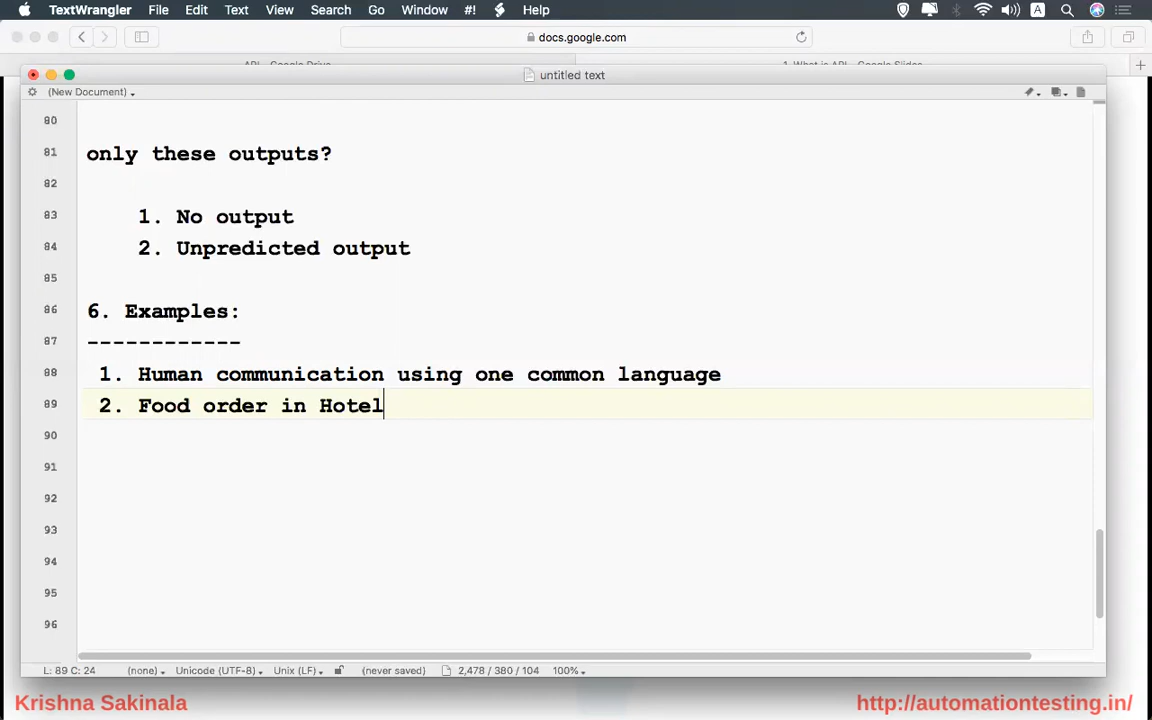 TextWrangler File Edit Text View Search Go Window #! Help A
docs.google.com
untitled text
(New Document)
80
81 only these outputs?
82
83 1. No output
84 2. Unpredicted output
85
86 6. Examples:
87 ------------
88 1. Human communication using one common language
89 2. Food order in Hotel
90
91
92
93
94
95
96
L: 89 C: 24 (none) Unicode (UTF-8) Unix (LF) (never saved) 2,478 / 380 / 104 100%
Krishna Sakinala http://automationtesting.in/